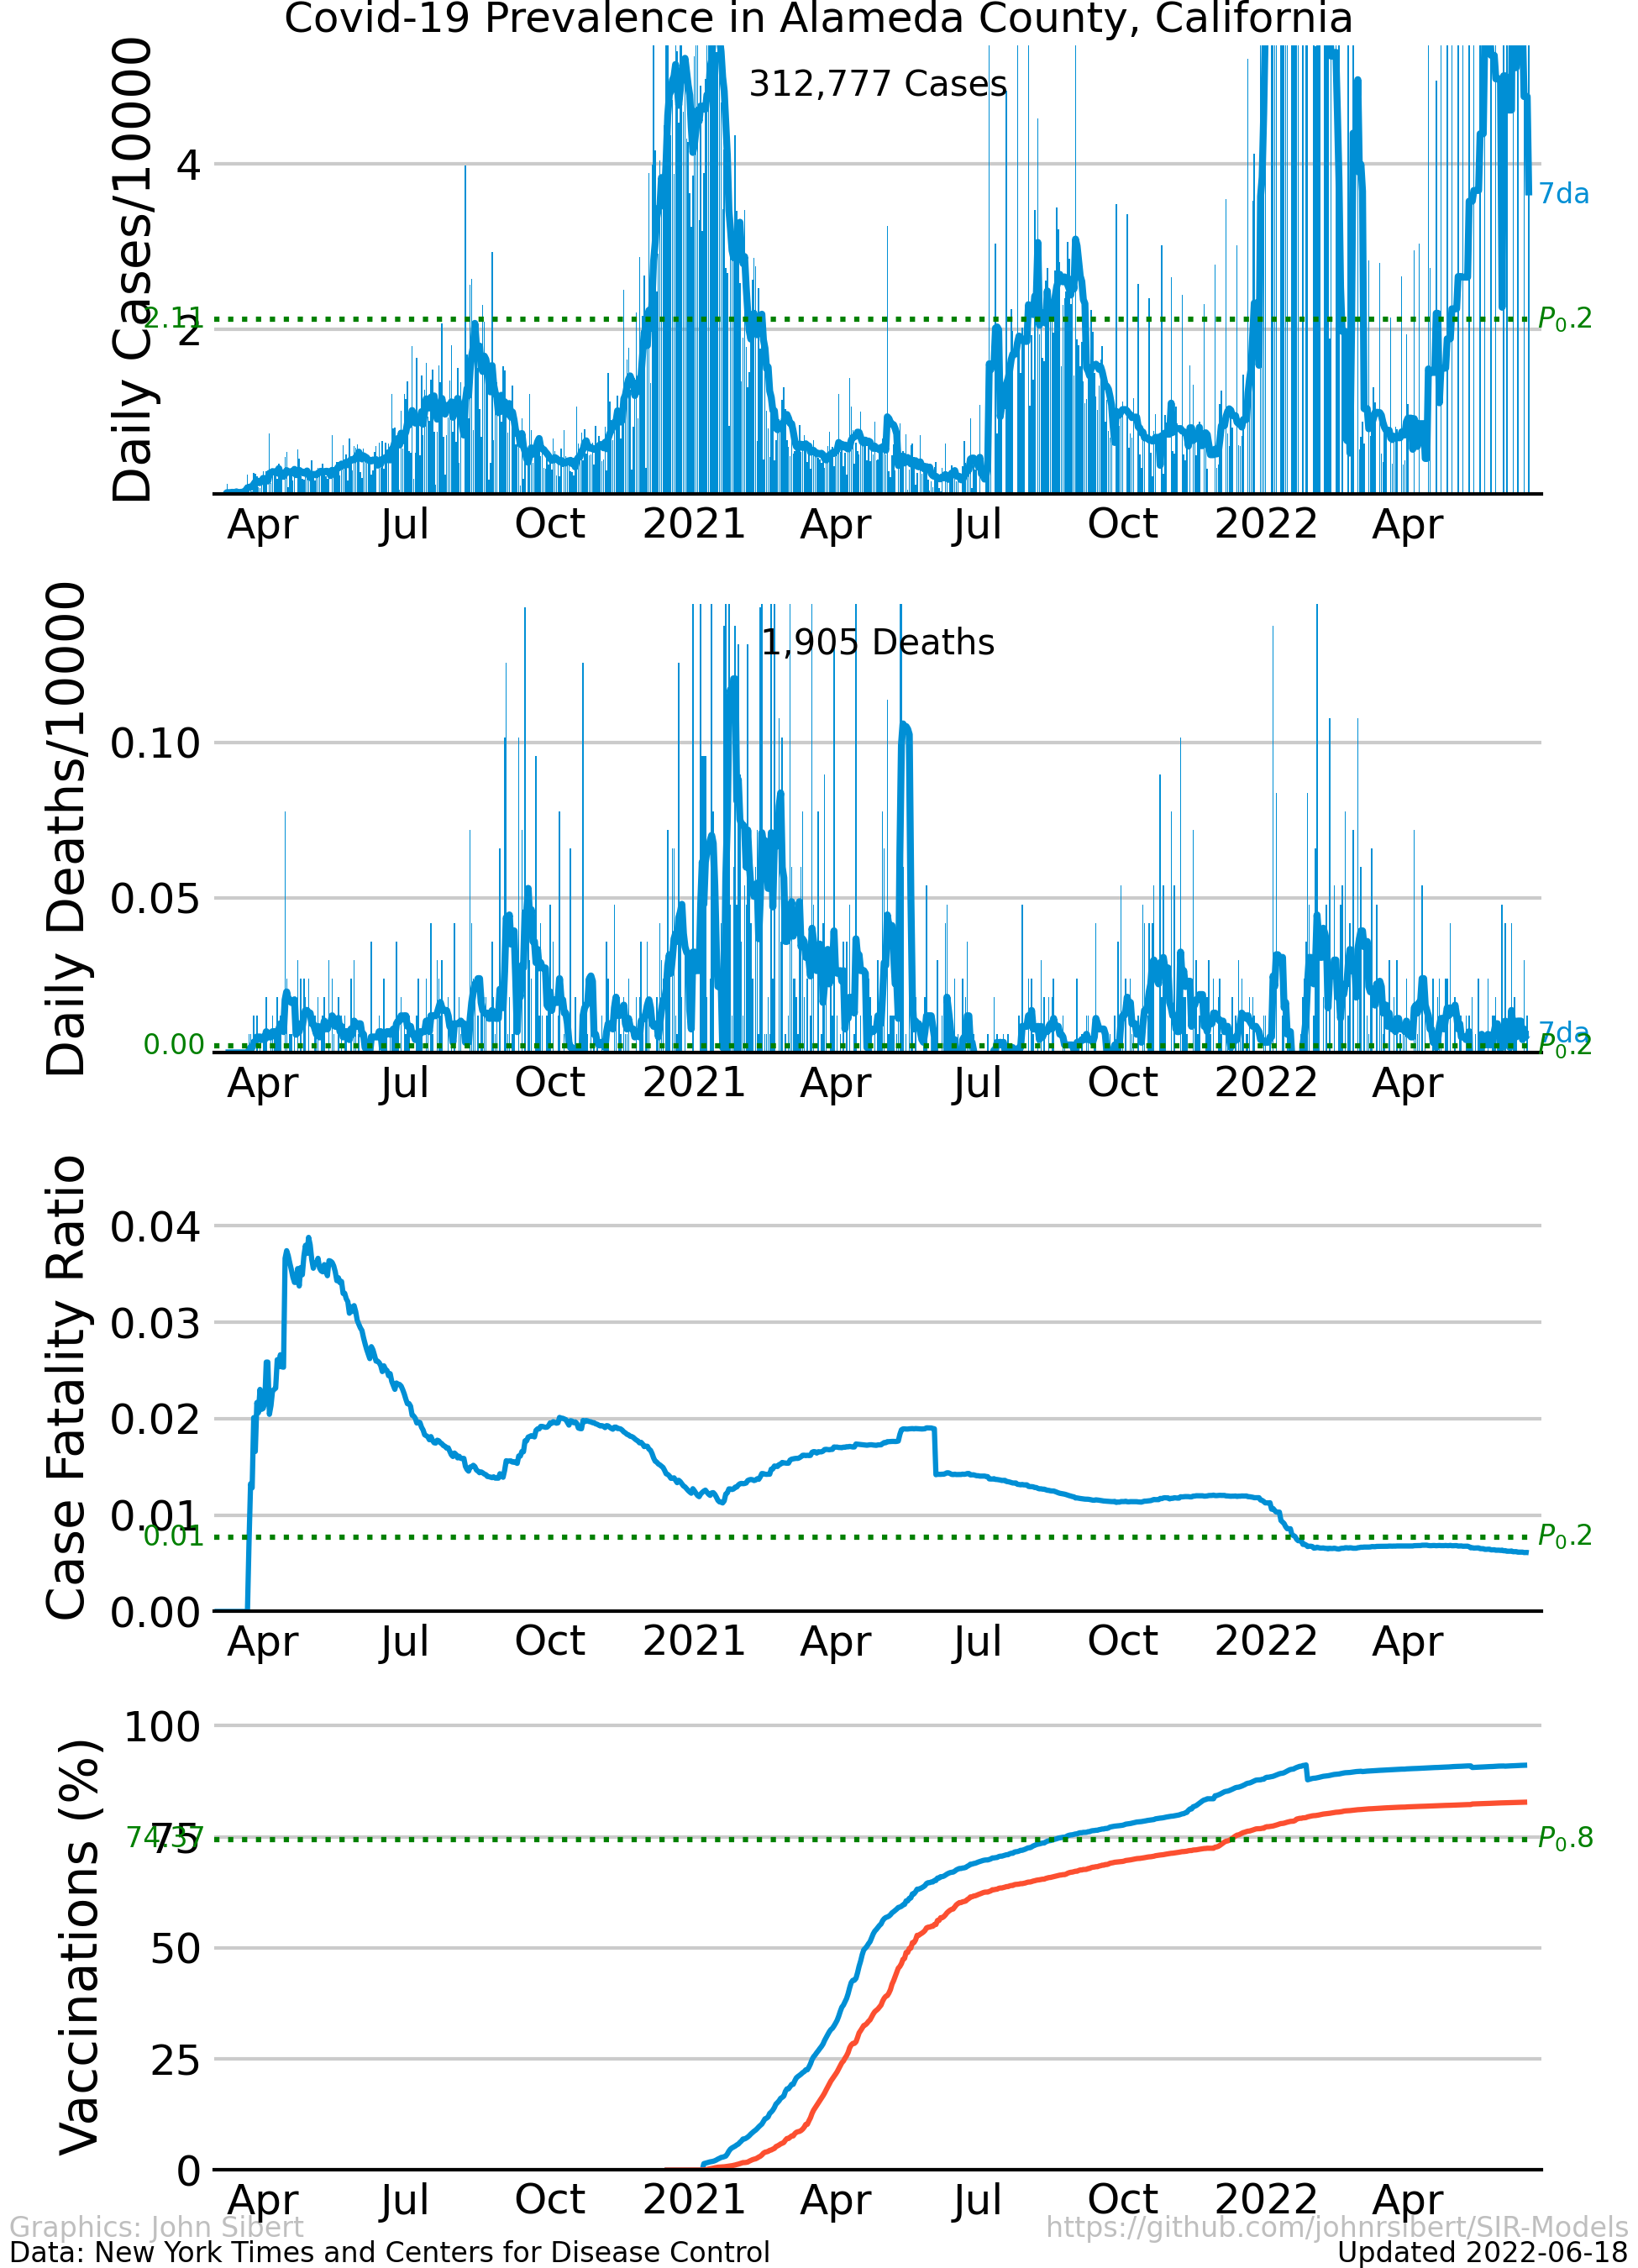 Covid-19 Prevalence in Alameda County, California
Daily Cases/10000
312,777 Cases
4
2
2.11
7da
P₀.2
Apr Jul Oct 2021 Apr Jul Oct 2022 Apr
Daily Deaths/10000
1,905 Deaths
0.10
0.05
0.00
7da
P₀.2
Apr Jul Oct 2021 Apr Jul Oct 2022 Apr
Case Fatality Ratio
0.04
0.03
0.02
0.01
0.01
P₀.2
0.00
Apr Jul Oct 2021 Apr Jul Oct 2022 Apr
Vaccinations (%)
100
75
74.37
P₀.8
50
25
0
Apr Jul Oct 2021 Apr Jul Oct 2022 Apr
Graphics: John Sibert
https://github.com/johnrsibert/SIR-Models
Data: New York Times and Centers for Disease Control
Updated 2022-06-18